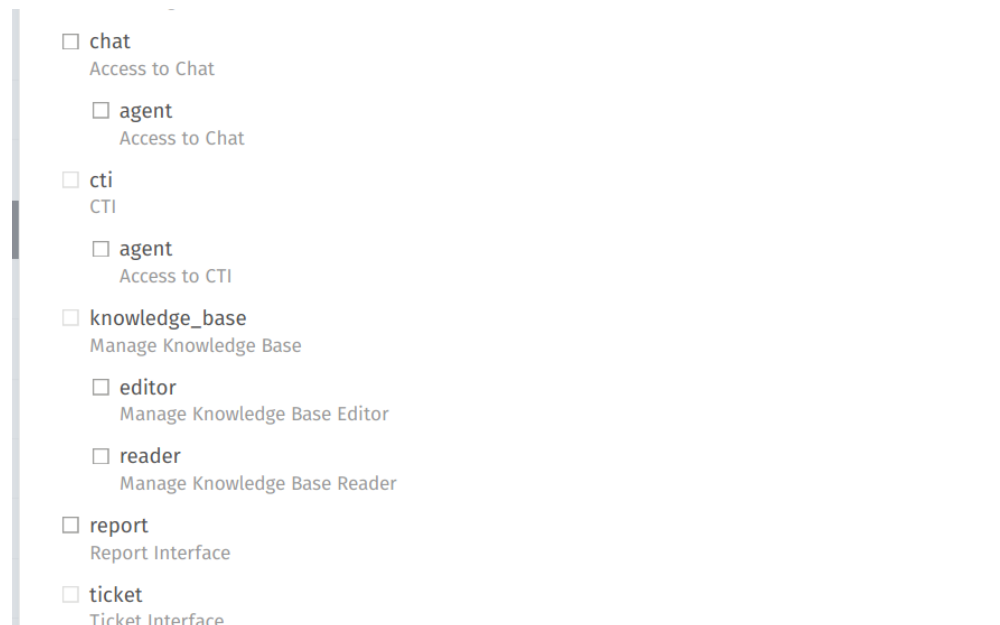 chat
Access to Chat
agent
Access to Chat
cti
CTI
agent
Access to CTI
knowledge_base
Manage Knowledge Base
editor
Manage Knowledge Base Editor
reader
Manage Knowledge Base Reader
report
Report Interface
ticket
Ticket Interface